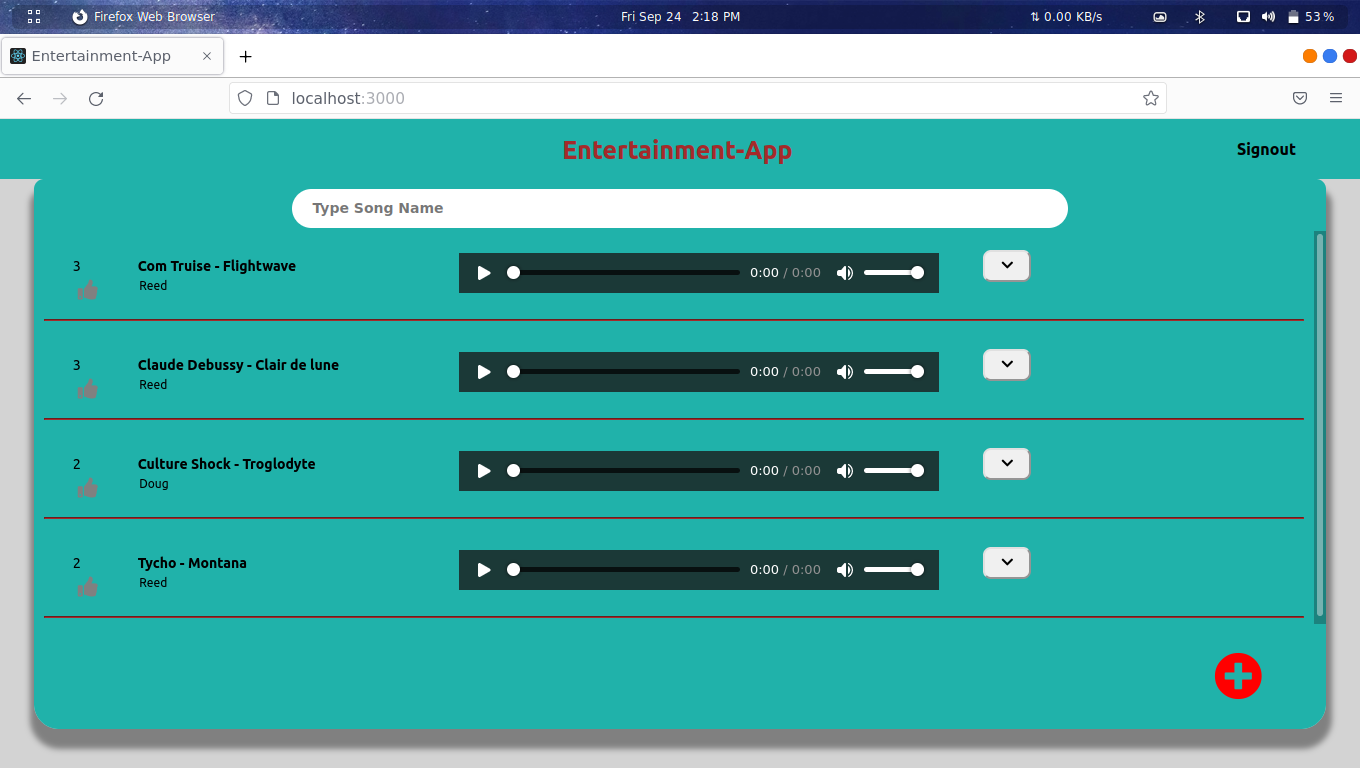 Firefox Web Browser Fri Sep 24 2:18 PM 0.00 KB/s 53 %
Entertainment-App
localhost:3000
Entertainment-App Signout
Type Song Name
3 Com Truise - Flightwave 0:00 / 0:00
Reed
3 Claude Debussy - Clair de lune 0:00 / 0:00
Reed
2 Culture Shock - Troglodyte 0:00 / 0:00
Doug
2 Tycho - Montana 0:00 / 0:00
Reed